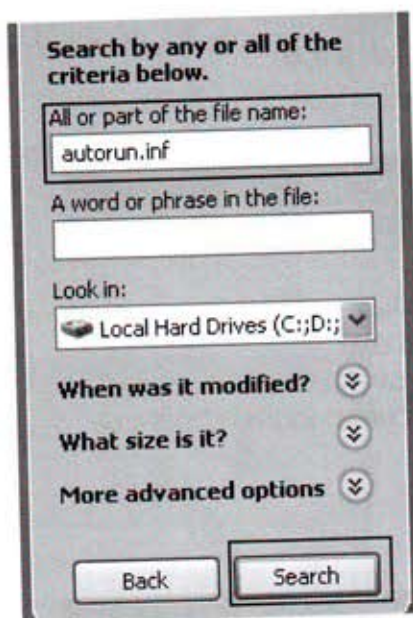 Search by any or all of the
criteria below.
All or part of the file name:
autorun.inf
A word or phrase in the file:
Look in:
Local Hard Drives (C:;D:;
When was it modified?
What size is it?
More advanced options
Back
Search